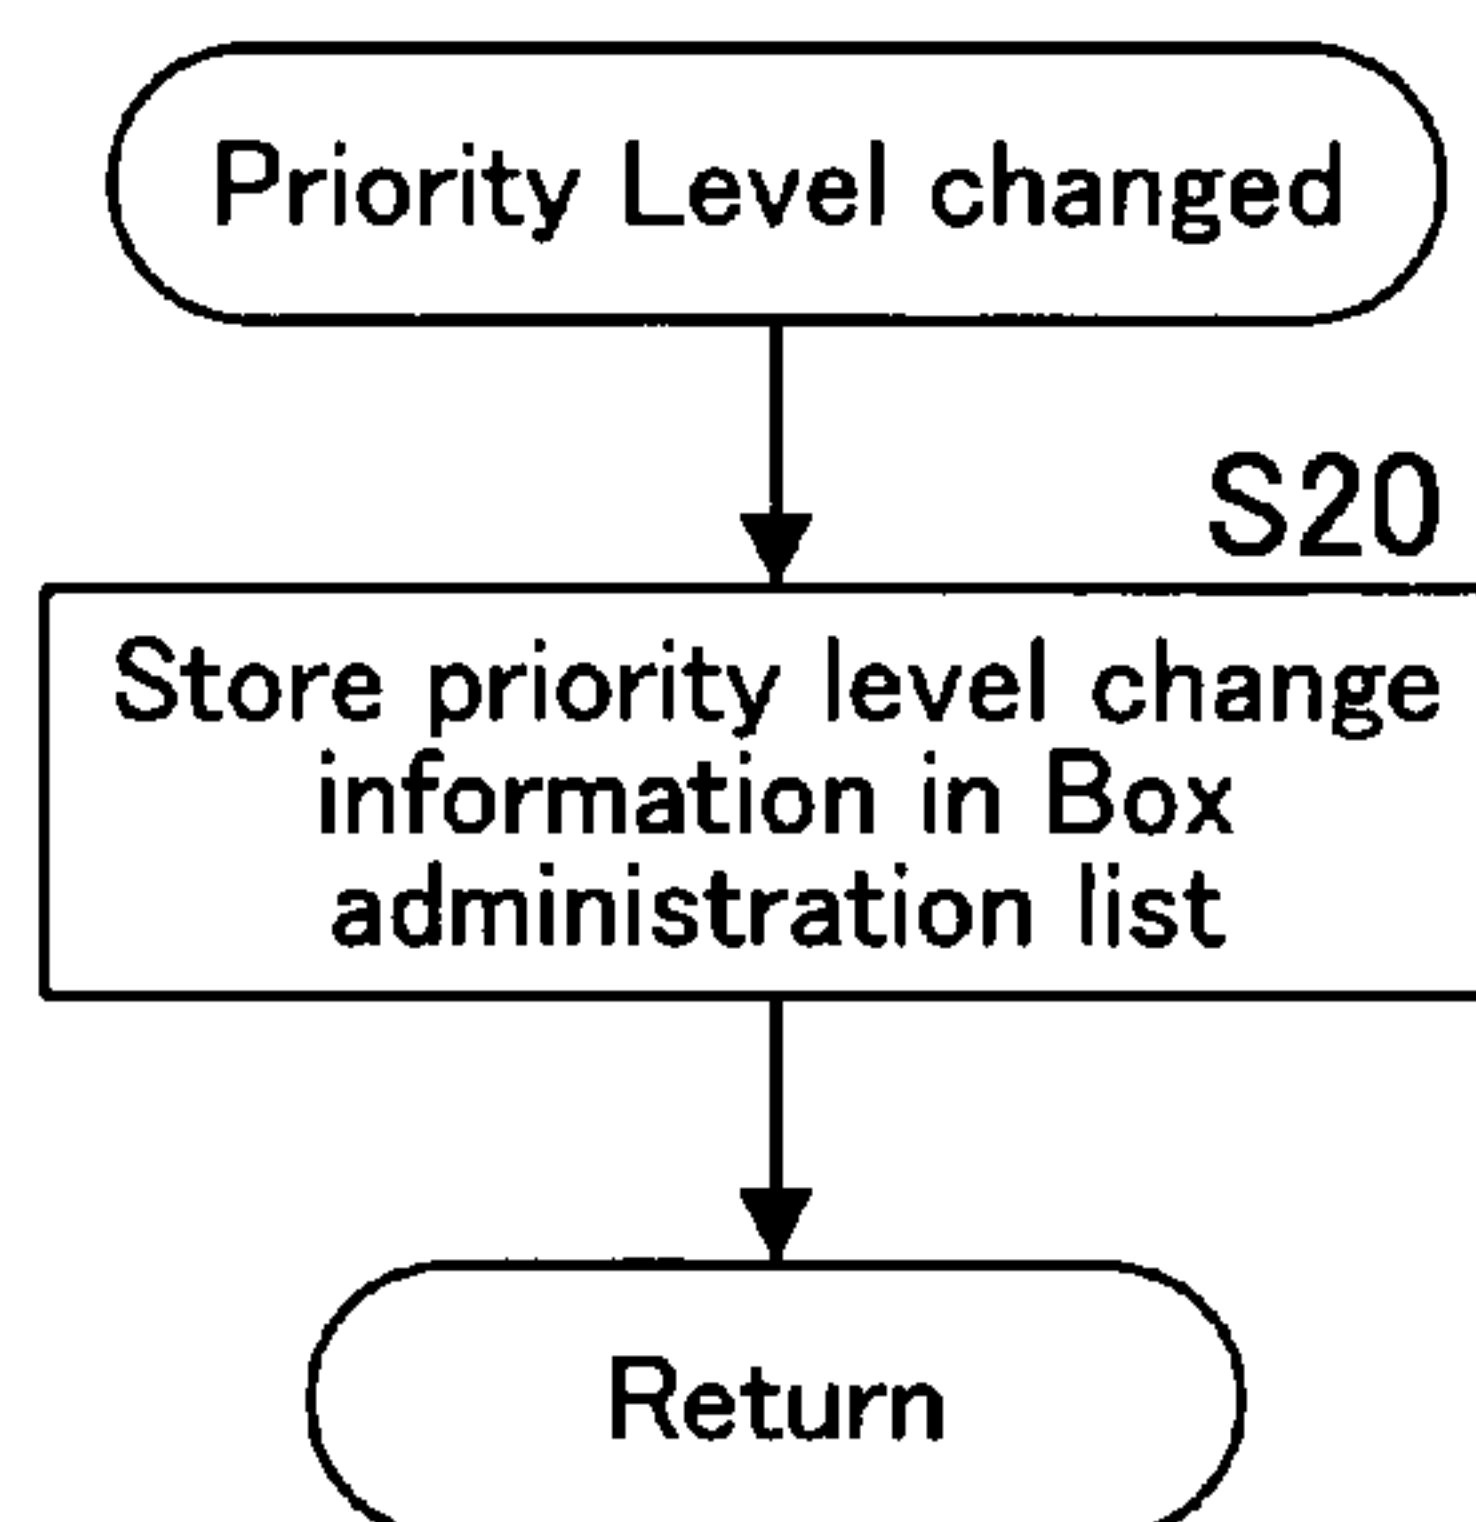 Priority Level changed
S20
Store priority level change
information in Box
administration list
Return